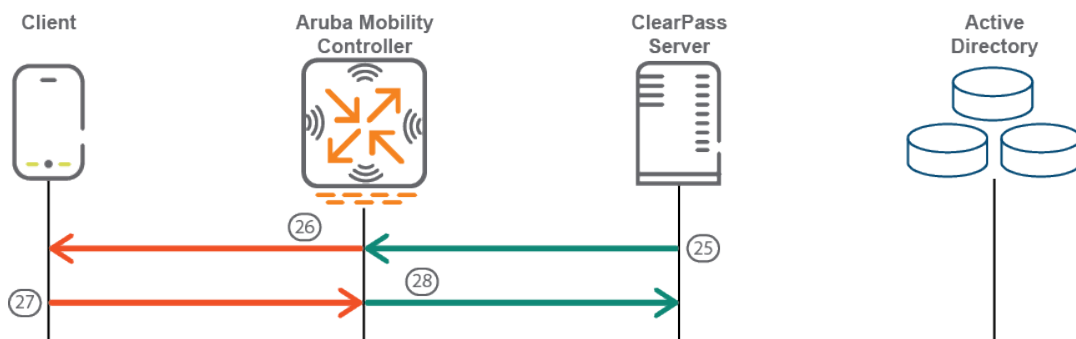 Client
Aruba Mobility
Controller
ClearPass
Server
Active
Directory
26
25
27
28